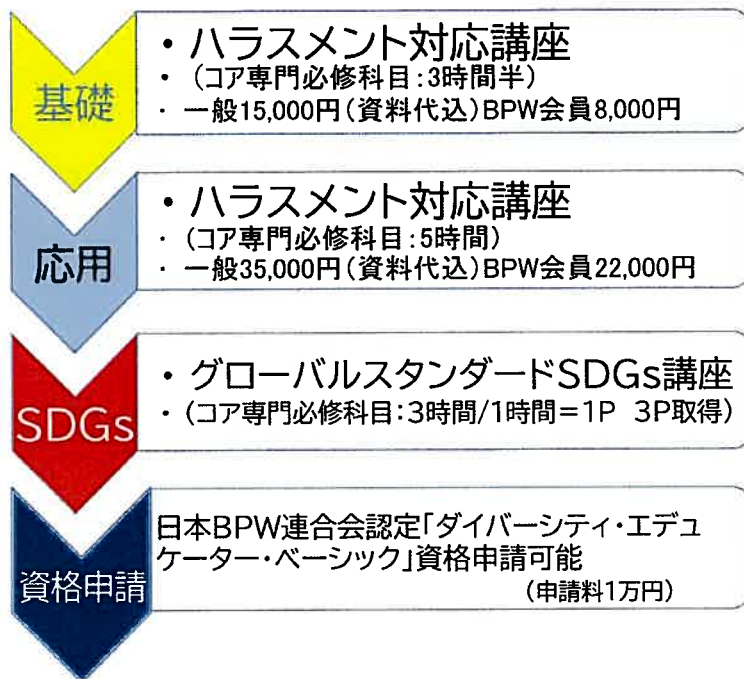 基礎
・ハラスメント対応講座
・(コア専門必修科目:3時間半)
・一般15,000円(資料代込)BPW会員8,000円
応用
・ハラスメント対応講座
・(コア専門必修科目:5時間)
・一般35,000円(資料代込)BPW会員22,000円
SDGs
・グローバルスタンダードSDGs講座
・(コア専門必修科目:3時間/1時間=1P 3P取得)
資格申請
日本BPW連合会認定「ダイバーシティ・エデュ
ケーター・ベーシック」資格申請可能
(申請料1万円)